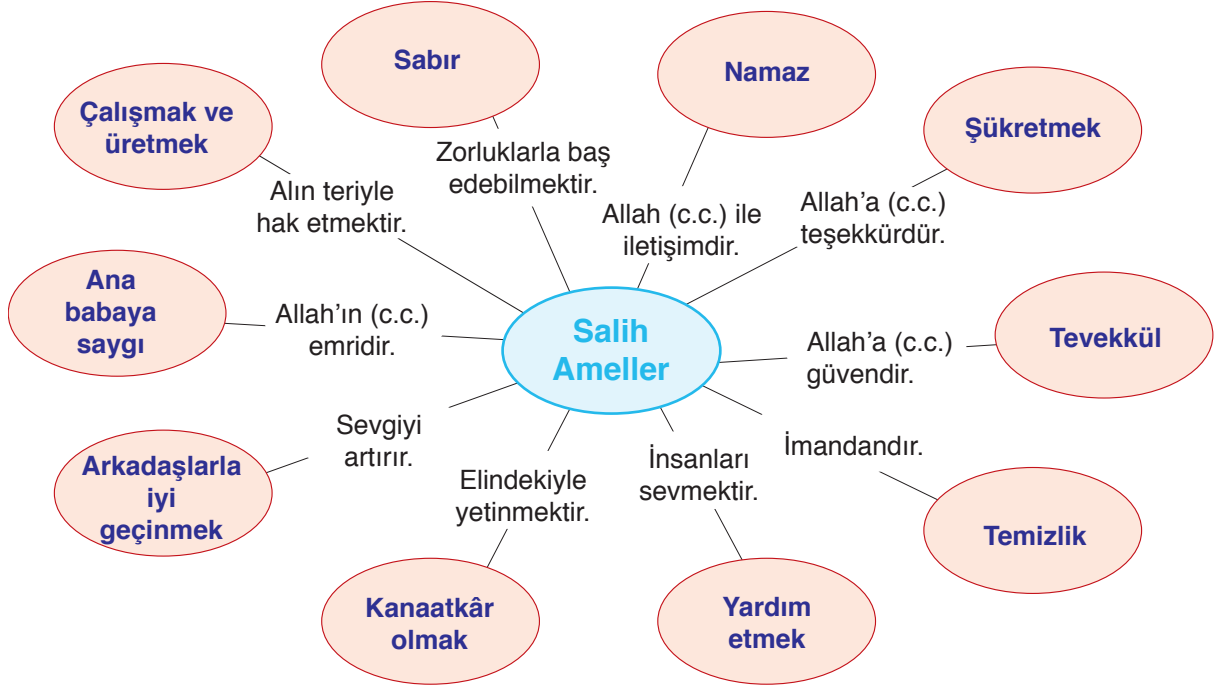 Sabır
Namaz
Çalışmak ve
üretmek
Şükretmek
Zorluklarla baş
edebilmektir.
Alın teriyle
hak etmektir.
Allah (c.c.) ile
iletişimdir.
Allah’a (c.c.)
teşekkürdür.
Ana
babaya
saygı
Allah’ın (c.c.)
emridir.
Salih
Ameller
Allah’a (c.c.)
güvendir.
Tevekkül
Sevgiyi
artırır.
Arkadaşlarla
iyi
geçinmek
Elindekiyle
yetinmektir.
İnsanları
sevmektir.
İmandandır.
Temizlik
Kanaatkâr
olmak
Yardım
etmek